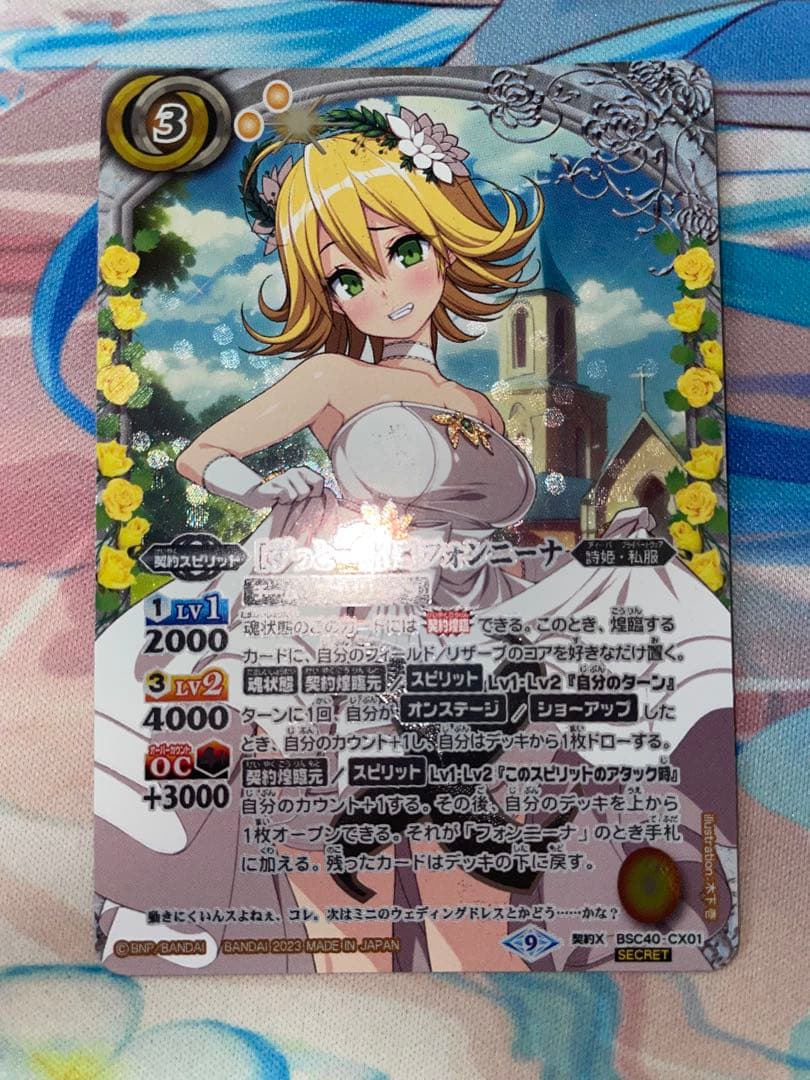 3
契約スピリット
フォンニーナ
詩姫・私服
1 LV1
2000
魂状態のこのカードには契約煌臨できる。このとき、煌臨する
カードに、自分のフィールド/リザーブのコアを好きなだけ置く。
3 LV2
4000
魂状態 契約煌臨元 / スピリット Lv1・Lv2『自分のターン』
ターンに1回、自分が オンステージ / ショーアップ した
とき、自分のカウント+1し、自分はデッキから1枚ドローする。
オーバーカウント
OC
+3000
契約煌臨元 / スピリット Lv1・Lv2『このスピリットのアタック時』
自分のカウント+1する。その後、自分のデッキを上から
1枚オープンできる。それが「フォンニーナ」のとき手札
に加える。残ったカードはデッキの下に戻す。
illustration:木下 壱
動きにくいんスよねぇ、コレ。次はミニのウェディングドレスとかどう……かな?
©BNP/BANDAI BANDAI 2023 MADE IN JAPAN
9
契約X BSC40-CX01
SECRET